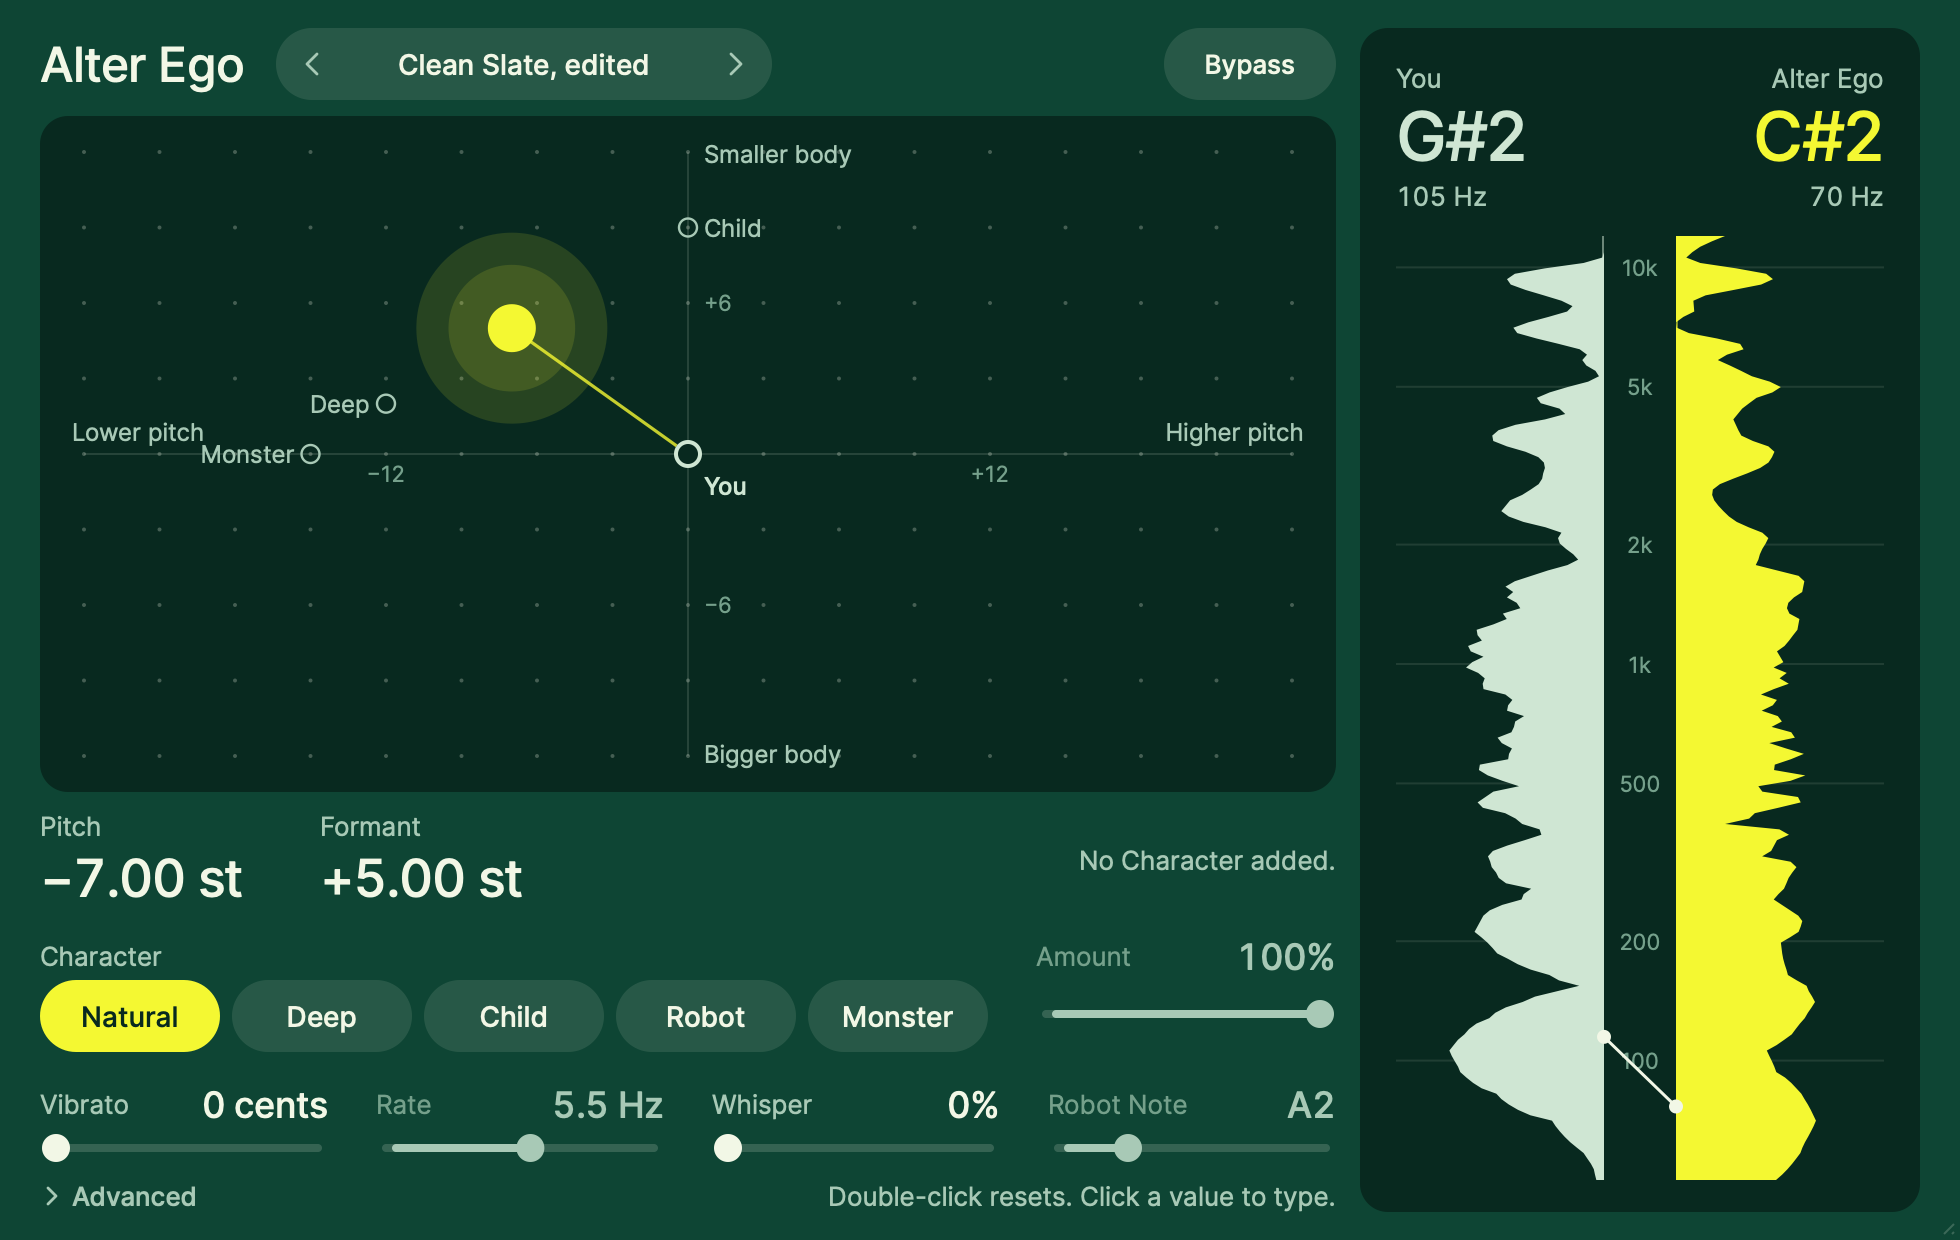 Alter Ego
Clean Slate, edited
Bypass
Smaller body
Child
+6
Deep
Lower pitch
Higher pitch
Monster
−12
+12
You
−6
Bigger body
Pitch
−7.00 st
Formant
+5.00 st
No Character added.
Character
Natural
Deep
Child
Robot
Monster
Amount
100%
Vibrato
0 cents
Rate
5.5 Hz
Whisper
0%
Robot Note
A2
Advanced
Double-click resets. Click a value to type.
You
Alter Ego
G#2
C#2
105 Hz
70 Hz
10k
5k
2k
1k
500
200
100